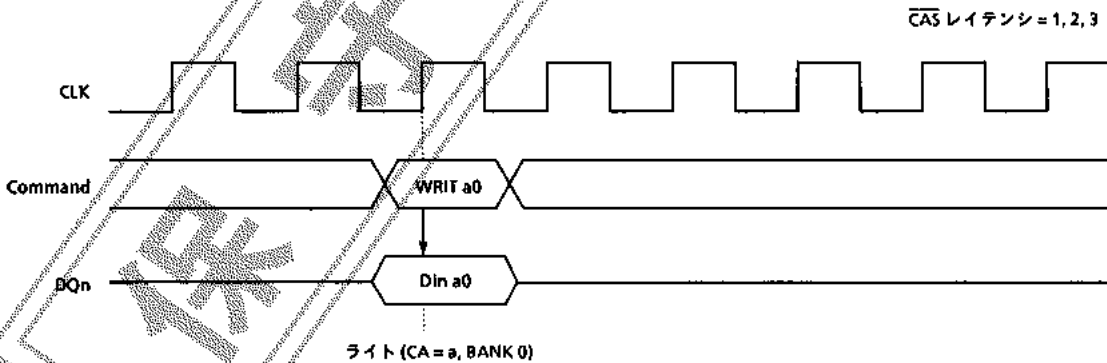 CAS レイテンシ = 1, 2, 3
CLK
Command
WRIT a0
DQn
Din a0
ライト (CA = a, BANK 0)